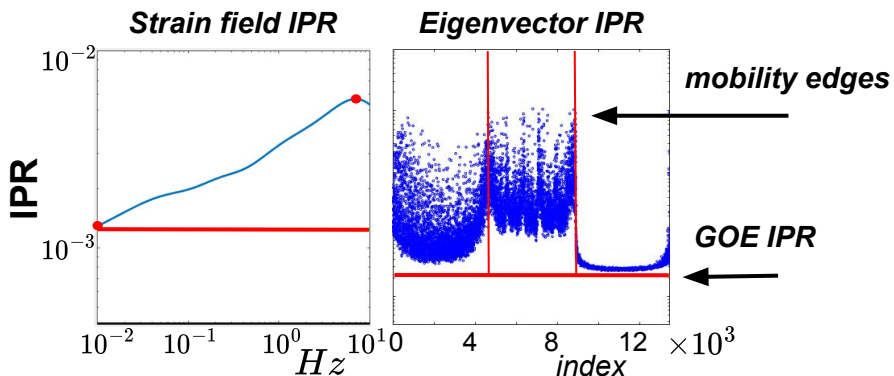 Strain field IPR
Eigenvector IPR
10^{-2}
mobility edges
IPR
GOE IPR
10^{-3}
10^{-2} 10^{-1} 10^{0} 10^{1}
Hz
0 4 8 12 ×10^{3}
index